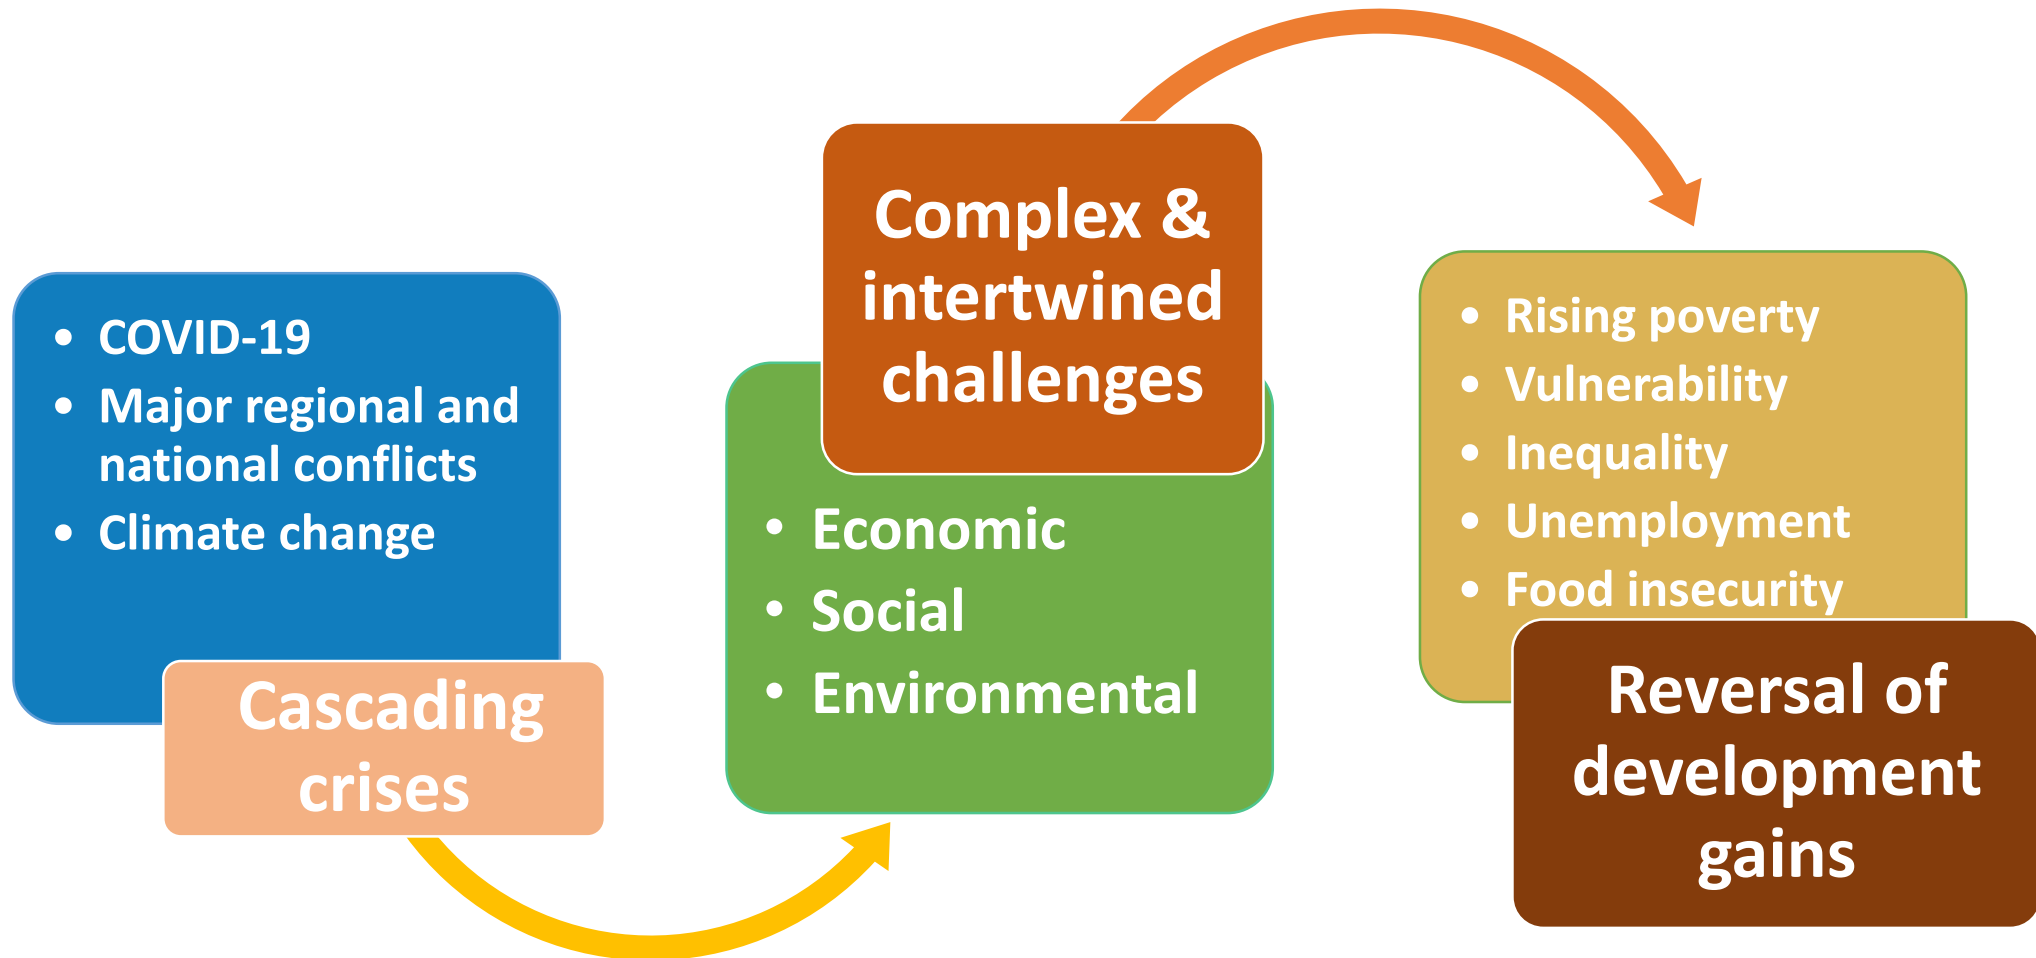 • COVID-19
• Major regional and
national conflicts
• Climate change
Cascading
crises
Complex &
intertwined
challenges
• Economic
• Social
• Environmental
• Rising poverty
• Vulnerability
• Inequality
• Unemployment
• Food insecurity
Reversal of
development
gains